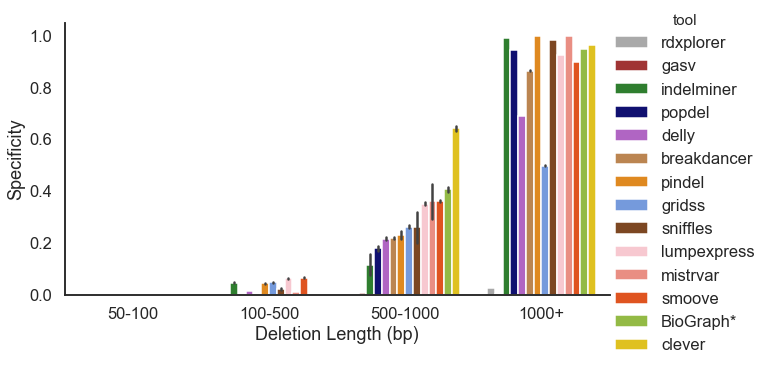 Specificity
1.0
0.8
0.6
0.4
0.2
0.0
50-100 100-500 500-1000 1000+
Deletion Length (bp)
tool
rdxplorer
gasv
indelminer
popdel
delly
breakdancer
pindel
gridss
sniffles
lumpexpress
mistrvar
smoove
BioGraph*
clever